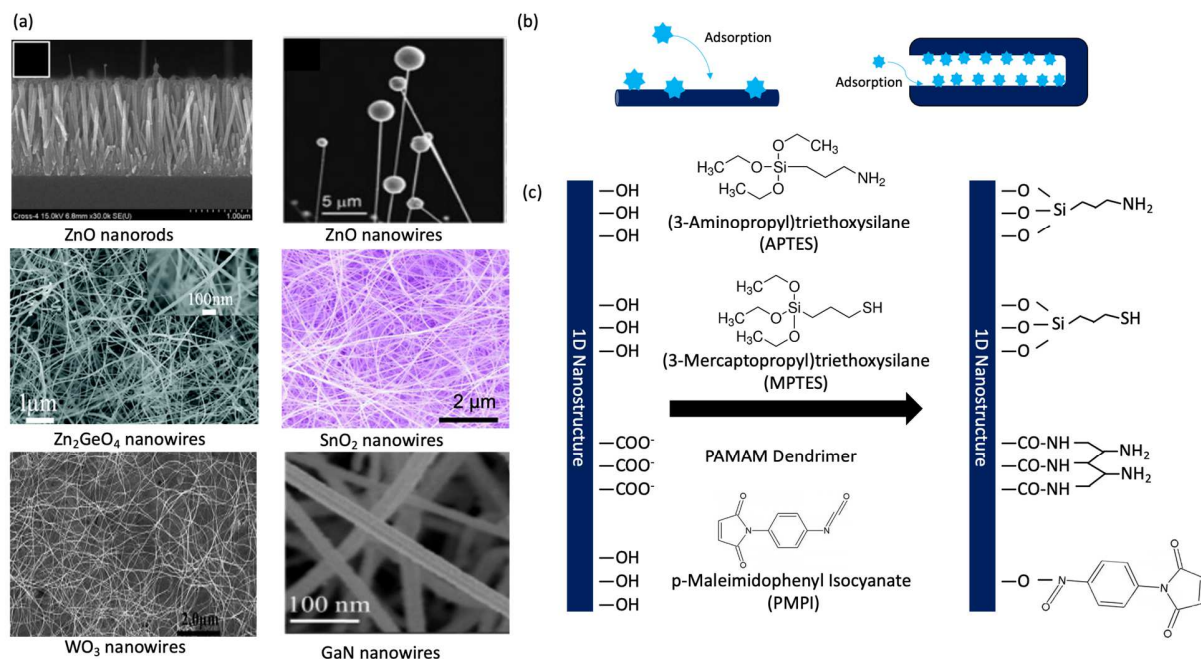 (a)
Cross-4 15.0kV 6.8mm x30.0k SE(U)
1.00um
ZnO nanorods
5 µm
ZnO nanowires
100nm
1µm
Zn₂GeO₄ nanowires
2 µm
SnO₂ nanowires
2.0µm
WO₃ nanowires
100 nm
GaN nanowires
(b)
Adsorption
Adsorption
(c)
1D Nanostructure
—OH
—OH
—OH
—OH
—OH
—OH
—COO⁻
—COO⁻
—COO⁻
—OH
—OH
—OH
O CH₃
H₃C O Si NH₂
H₃C O
(3-Aminopropyl)triethoxysilane
(APTES)
H₃C O
H₃C O Si SH
H₃C O
(3-Mercaptopropyl)triethoxysilane
(MPTES)
PAMAM Dendrimer
O
O
N N
O
p-Maleimidophenyl Isocyanate
(PMPI)
1D Nanostructure
—O
—O Si NH₂
—O
—O
—O Si SH
—O
—CO-NH NH₂
—CO-NH NH₂
—CO-NH
—O — N N O
O
O